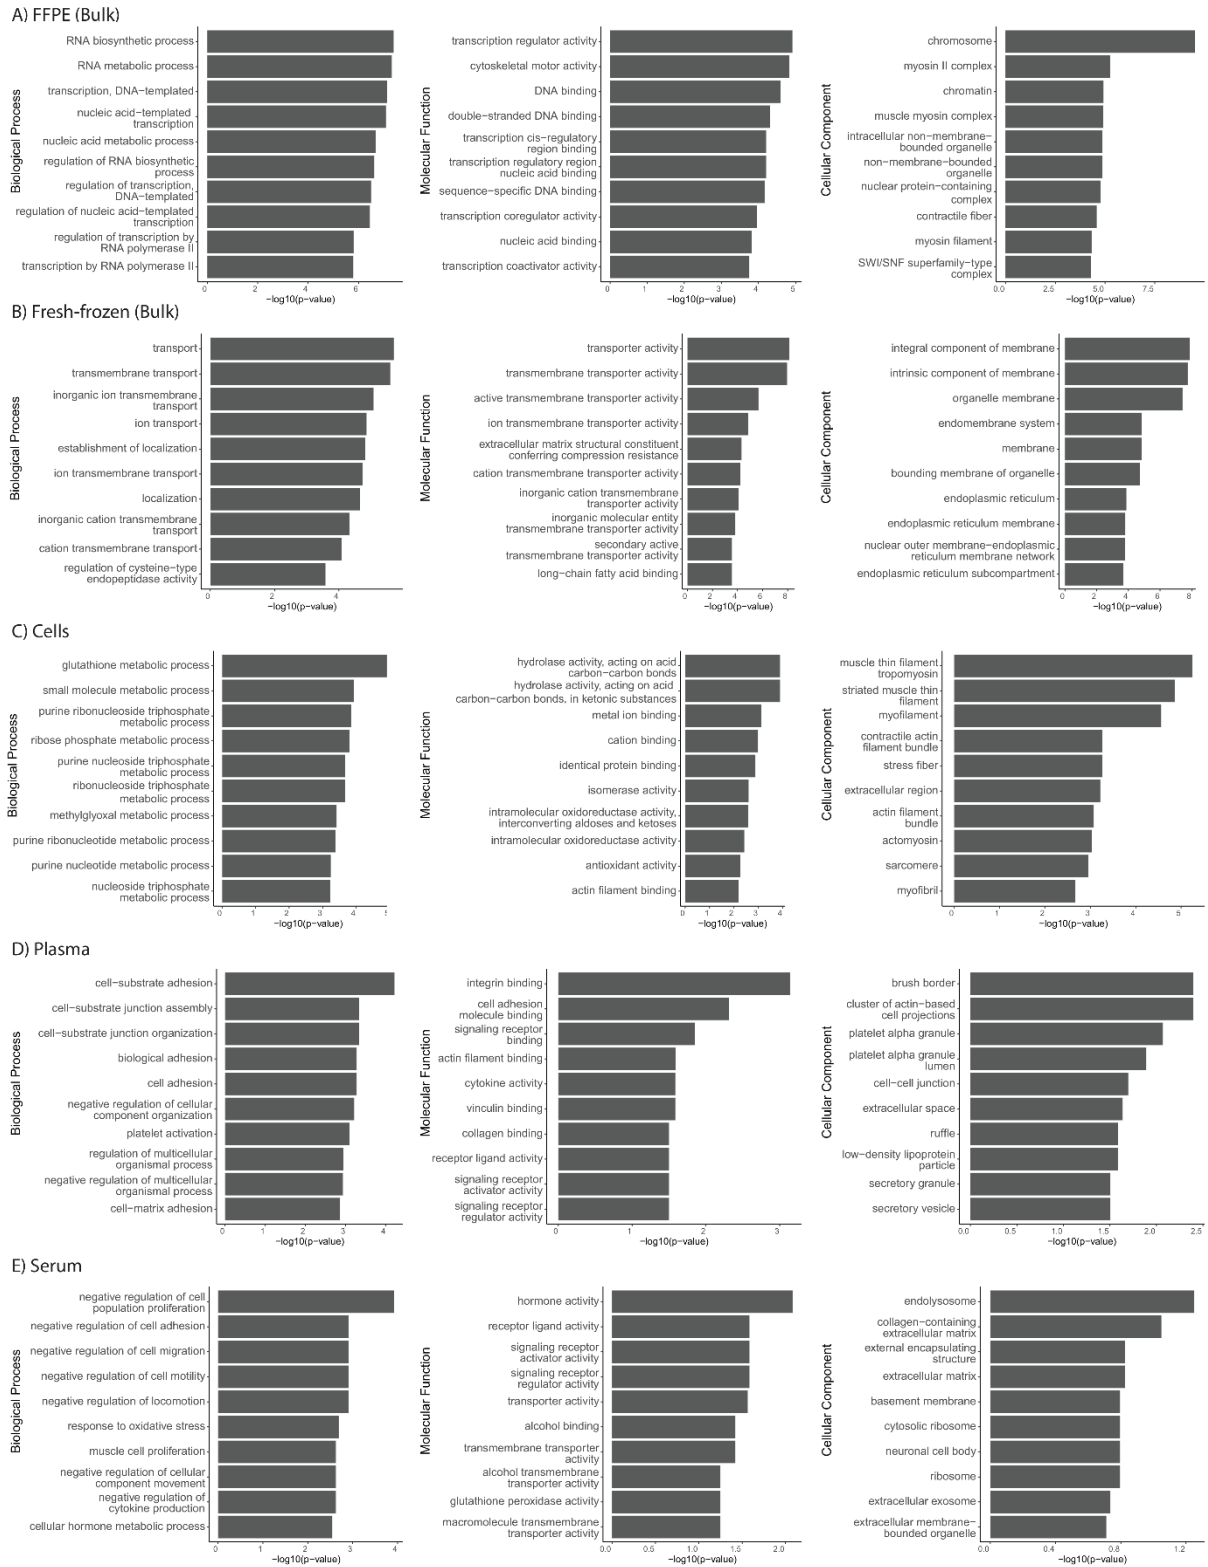 A) FFPE (Bulk)
Biological Process
RNA biosynthetic process
RNA metabolic process
transcription, DNA−templated
nucleic acid−templated
transcription
nucleic acid metabolic process
regulation of RNA biosynthetic
process
regulation of transcription,
DNA−templated
regulation of nucleic acid−templated
transcription
regulation of transcription by
RNA polymerase II
transcription by RNA polymerase II
0 2 4 6
−log10(p−value)
Molecular Function
transcription regulator activity
cytoskeletal motor activity
DNA binding
double−stranded DNA binding
transcription cis−regulatory
region binding
transcription regulatory region
nucleic acid binding
sequence−specific DNA binding
transcription coregulator activity
nucleic acid binding
transcription coactivator activity
0 1 2 3 4 5
−log10(p−value)
Cellular Component
chromosome
myosin II complex
chromatin
muscle myosin complex
intracellular non−membrane−
bounded organelle
non−membrane−bounded
organelle
nuclear protein−containing
complex
contractile fiber
myosin filament
SWI/SNF superfamily−type
complex
0.0 2.5 5.0 7.5
−log10(p−value)
B) Fresh-frozen (Bulk)
Biological Process
transport
transmembrane transport
inorganic ion transmembrane
transport
ion transport
establishment of localization
ion transmembrane transport
localization
inorganic cation transmembrane
transport
cation transmembrane transport
regulation of cysteine−type
endopeptidase activity
0 2 4
−log10(p−value)
Molecular Function
transporter activity
transmembrane transporter activity
active transmembrane transporter activity
ion transmembrane transporter activity
extracellular matrix structural constituent
conferring compression resistance
cation transmembrane transporter activity
inorganic cation transmembrane
transporter activity
inorganic molecular entity
transmembrane transporter activity
secondary active
transmembrane transporter activity
long−chain fatty acid binding
0 2 4 6 8
−log10(p−value)
Cellular Component
integral component of membrane
intrinsic component of membrane
organelle membrane
endomembrane system
membrane
bounding membrane of organelle
endoplasmic reticulum
endoplasmic reticulum membrane
nuclear outer membrane−endoplasmic
reticulum membrane network
endoplasmic reticulum subcompartment
0 2 4 6 8
−log10(p−value)
C) Cells
Biological Process
glutathione metabolic process
small molecule metabolic process
purine ribonucleoside triphosphate
metabolic process
ribose phosphate metabolic process
purine nucleoside triphosphate
metabolic process
ribonucleoside triphosphate
metabolic process
methylglyoxal metabolic process
purine ribonucleotide metabolic process
purine nucleotide metabolic process
nucleoside triphosphate
metabolic process
0 1 2 3 4 5
−log10(p−value)
Molecular Function
hydrolase activity, acting on acid
carbon−carbon bonds
hydrolase activity, acting on acid
carbon−carbon bonds, in ketonic substances
metal ion binding
cation binding
identical protein binding
isomerase activity
intramolecular oxidoreductase activity,
interconverting aldoses and ketoses
intramolecular oxidoreductase activity
antioxidant activity
actin filament binding
0 1 2 3 4
−log10(p−value)
Cellular Component
muscle thin filament
tropomyosin
striated muscle thin
filament
myofilament
contractile actin
filament bundle
stress fiber
extracellular region
actin filament
bundle
actomyosin
sarcomere
myofibril
0 1 2 3 4 5
−log10(p−value)
D) Plasma
Biological Process
cell−substrate adhesion
cell−substrate junction assembly
cell−substrate junction organization
biological adhesion
cell adhesion
negative regulation of cellular
component organization
platelet activation
regulation of multicellular
organismal process
negative regulation of multicellular
organismal process
cell−matrix adhesion
0 1 2 3 4
−log10(p−value)
Molecular Function
integrin binding
cell adhesion
molecule binding
signaling receptor
binding
actin filament binding
cytokine activity
vinculin binding
collagen binding
receptor ligand activity
signaling receptor
activator activity
signaling receptor
regulator activity
0 1 2 3
−log10(p−value)
Cellular Component
brush border
cluster of actin−based
cell projections
platelet alpha granule
platelet alpha granule
lumen
cell−cell junction
extracellular space
ruffle
low−density lipoprotein
particle
secretory granule
secretory vesicle
0.0 0.5 1.0 1.5 2.0 2.5
−log10(p−value)
E) Serum
Biological Process
negative regulation of cell
population proliferation
negative regulation of cell adhesion
negative regulation of cell migration
negative regulation of cell motility
negative regulation of locomotion
response to oxidative stress
muscle cell proliferation
negative regulation of cellular
component movement
negative regulation of
cytokine production
cellular hormone metabolic process
0 1 2 3 4
−log10(p−value)
Molecular Function
hormone activity
receptor ligand activity
signaling receptor
activator activity
signaling receptor
regulator activity
transporter activity
alcohol binding
transmembrane transporter
activity
alcohol transmembrane
transporter activity
glutathione peroxidase activity
macromolecule transmembrane
transporter activity
0.0 0.5 1.0 1.5 2.0
−log10(p−value)
Cellular Component
endolysosome
collagen−containing
extracellular matrix
external encapsulating
structure
extracellular matrix
basement membrane
cytosolic ribosome
neuronal cell body
ribosome
extracellular exosome
extracellular membrane−
bounded organelle
0.0 0.4 0.8 1.2
−log10(p−value)